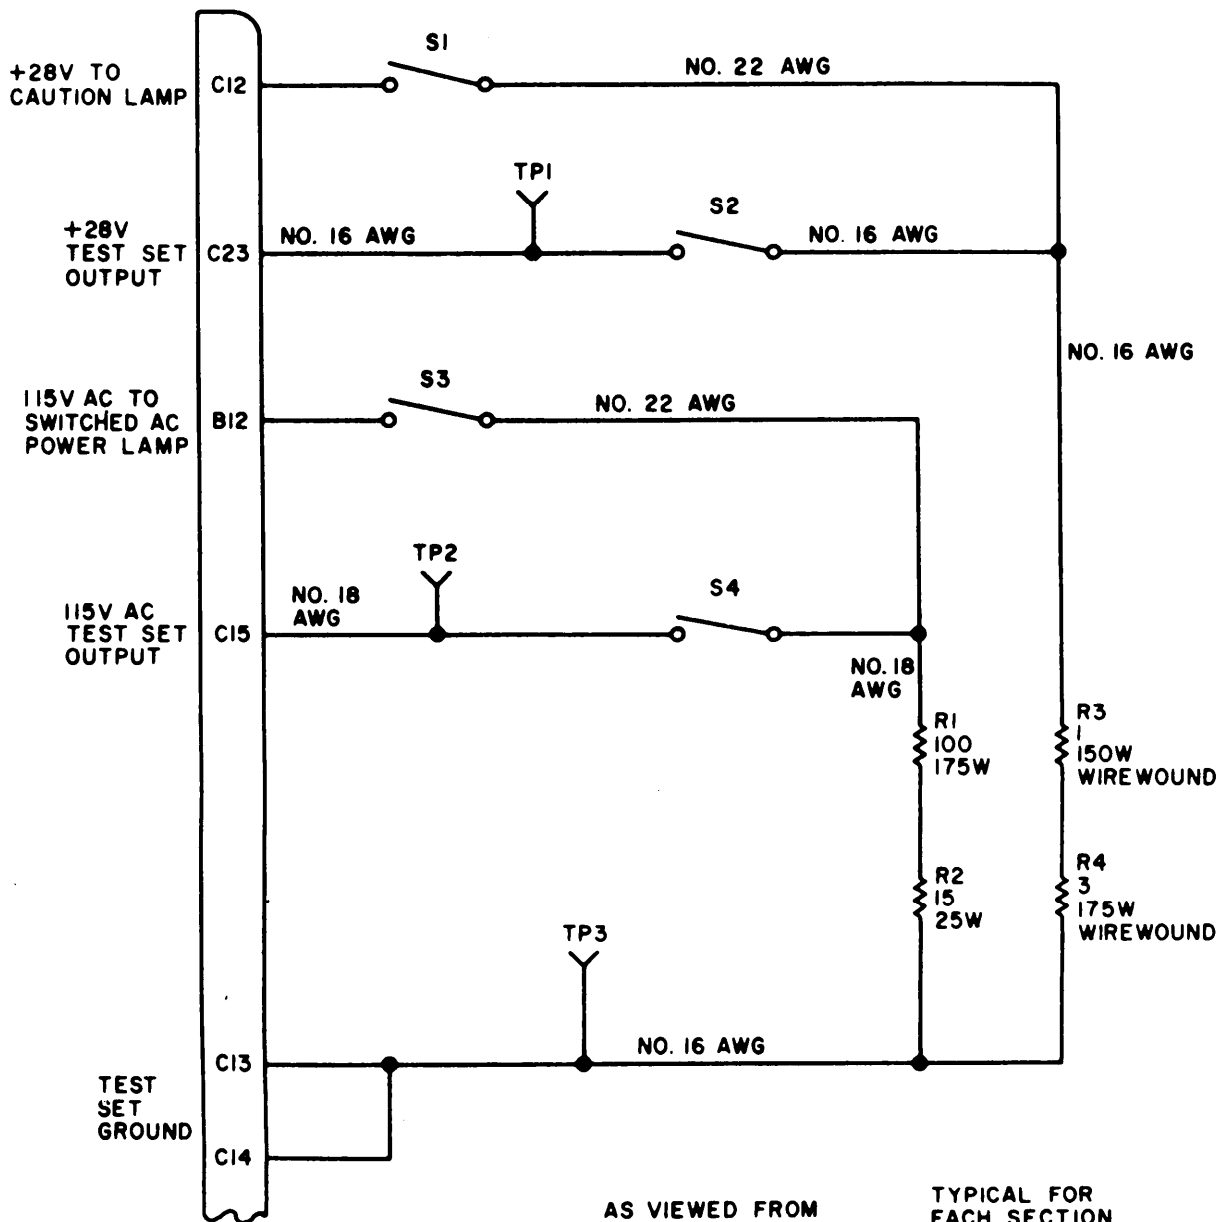 S1
+28V TO
CAUTION LAMP
C12
NO. 22 AWG
TP1
S2
+28V
TEST SET
OUTPUT
C23
NO. 16 AWG
NO. 16 AWG
NO. 16 AWG
115V AC TO
SWITCHED AC
POWER LAMP
B12
S3
NO. 22 AWG
TP2
S4
115V AC
TEST SET
OUTPUT
C15
NO. 18
AWG
NO. 18
AWG
R1
100
175W
R3
1
150W
WIREWOUND
R2
15
25W
R4
3
175W
WIREWOUND
TP3
C13
NO. 16 AWG
TEST
SET
GROUND
C14
AS VIEWED FROM
TYPICAL FOR
EACH SECTION